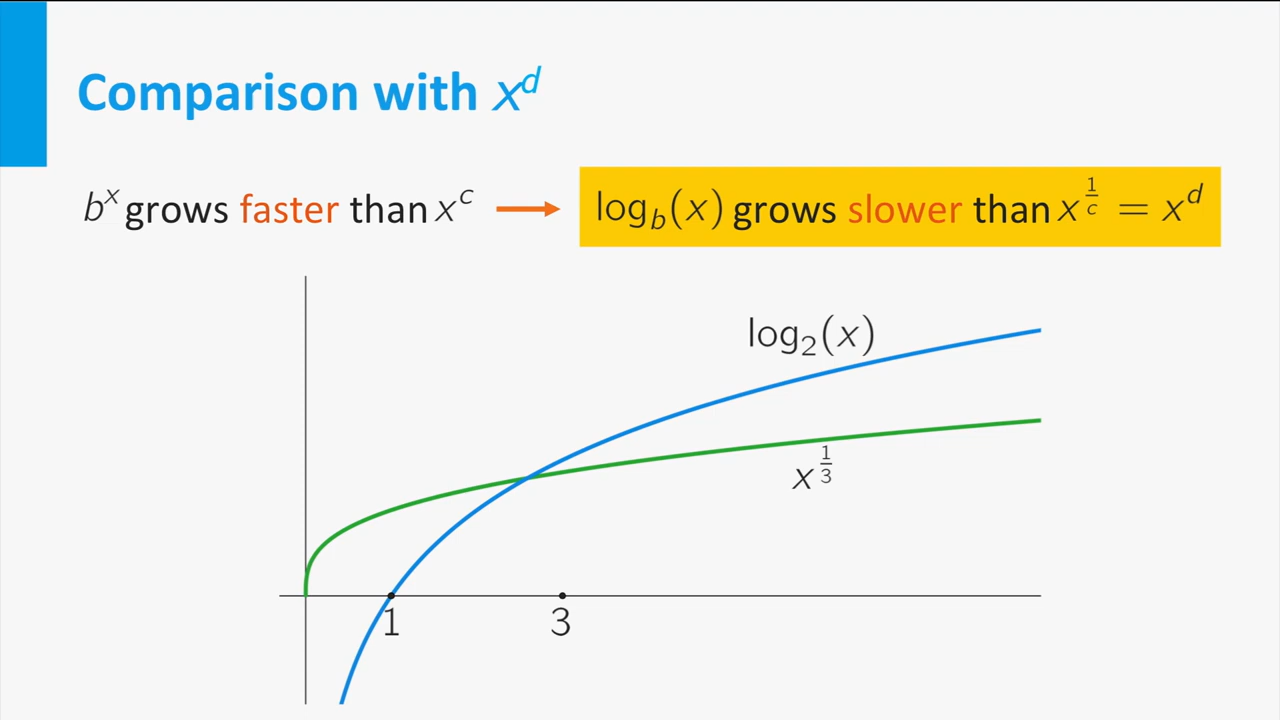 Comparison with x^d
b^x grows faster than x^c → log_b(x) grows slower than x^{1/c} = x^d
log_2(x)
x^{1/3}
1 3